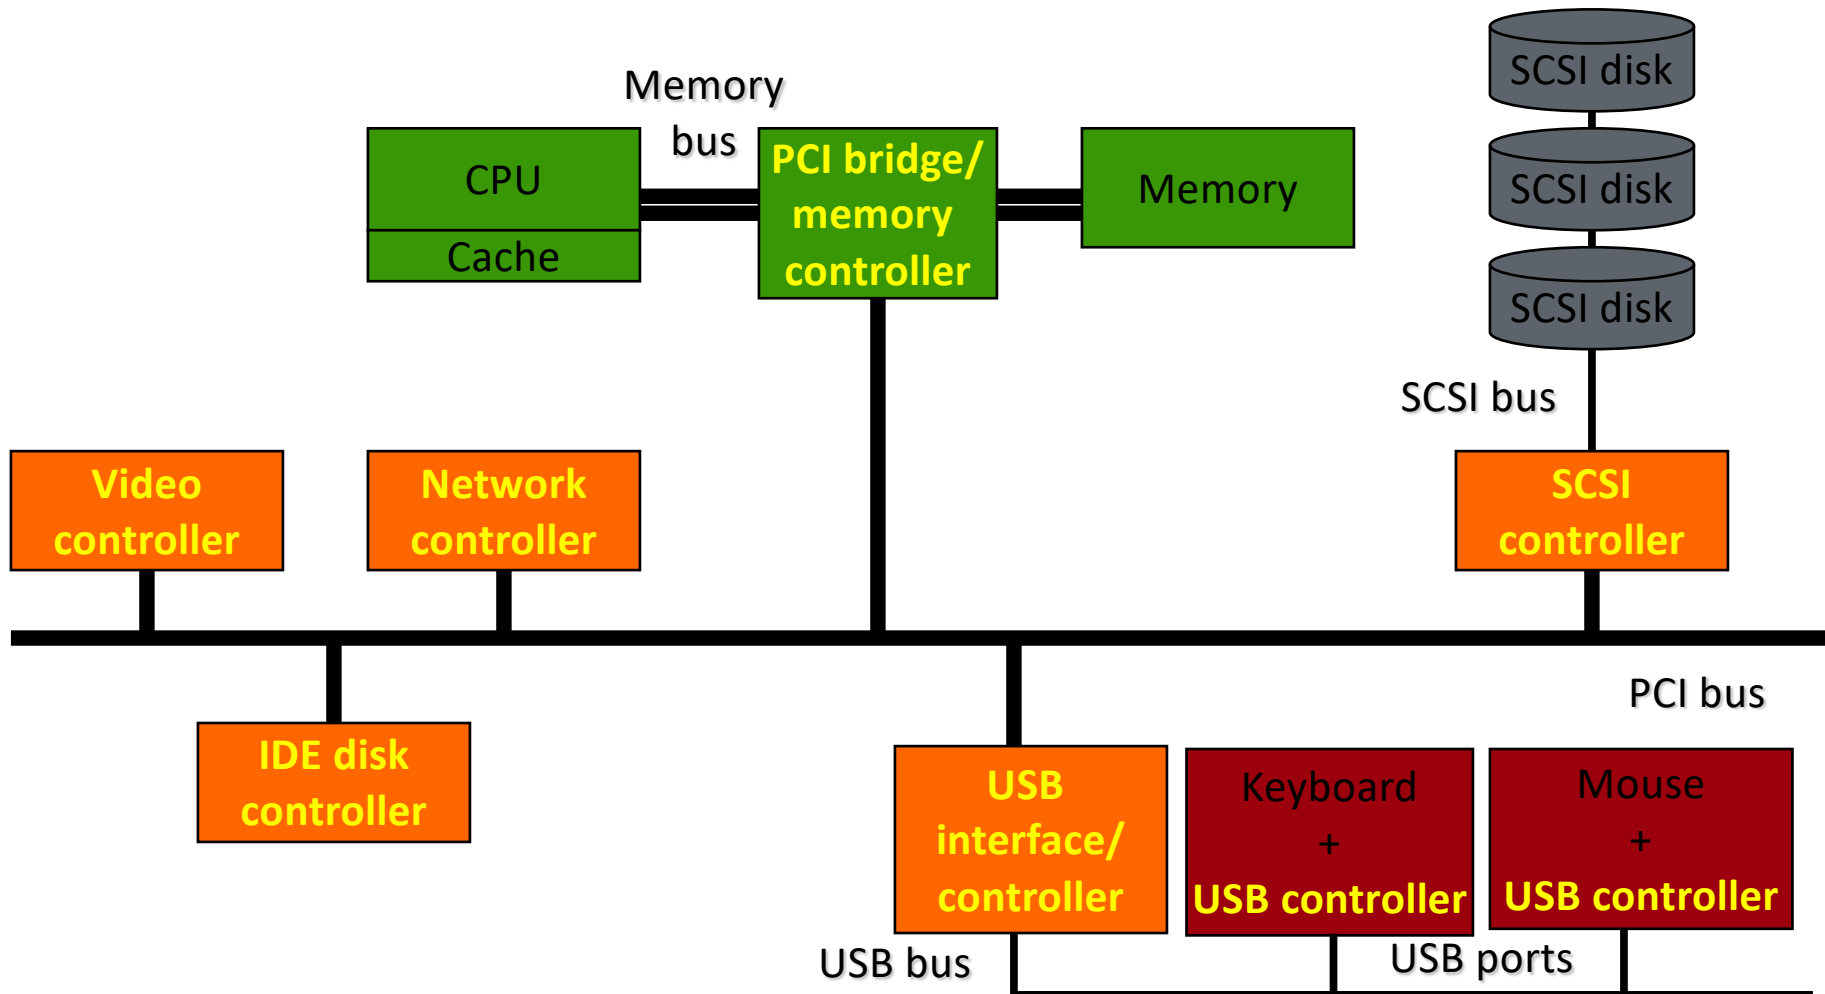 SCSI disk
Memory
bus
CPU
Cache
PCI bridge/
memory
controller
Memory
SCSI disk
SCSI disk
SCSI bus
Video
controller
Network
controller
SCSI
controller
PCI bus
IDE disk
controller
USB
interface/
controller
Keyboard
+
USB controller
Mouse
+
USB controller
USB bus
USB ports